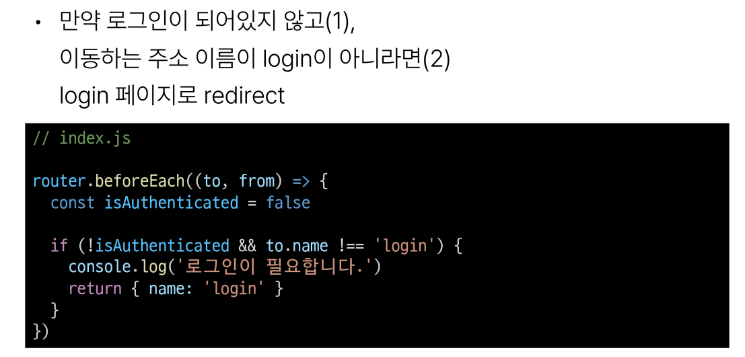 • 만약 로그인이 되어있지 않고(1),
이동하는 주소 이름이 login이 아니라면(2)
login 페이지로 redirect
// index.js
router.beforeEach((to, from) => {
  const isAuthenticated = false
  if (!isAuthenticated && to.name !== 'login') {
    console.log('로그인이 필요합니다.')
    return { name: 'login' }
  }
})